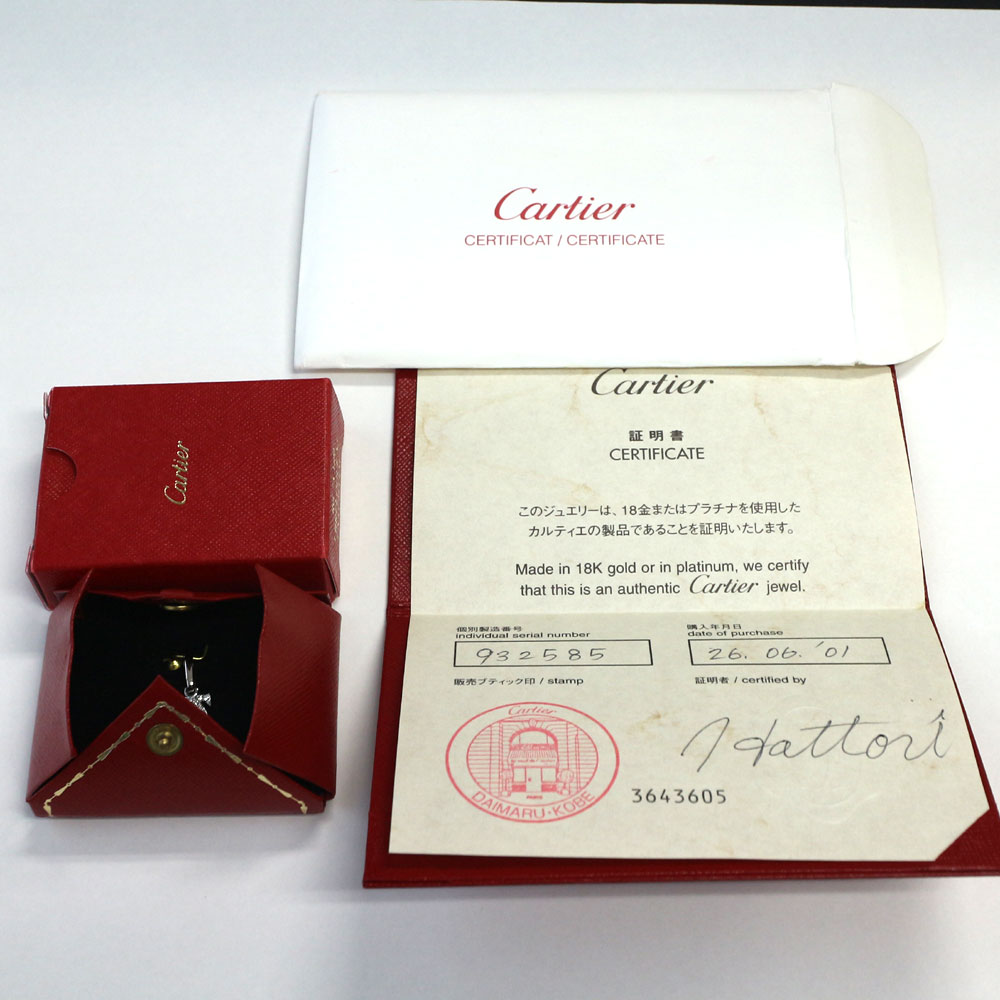 Cartier
CERTIFICAT / CERTIFICATE
Cartier
証明書
CERTIFICATE
このジュエリーは、18金またはプラチナを使用した
カルティエの製品であることを証明いたします。
Made in 18K gold or in platinum, we certify
that this is an authentic Cartier jewel.
個別製造番号
individual serial number
932585
購入年月日
date of purchase
26. 06. '01
販売ブティック印 / stamp
証明者 / certified by
Cartier
PARIS
DAIMARU-KOBE
Hattori
3643605
Cartier